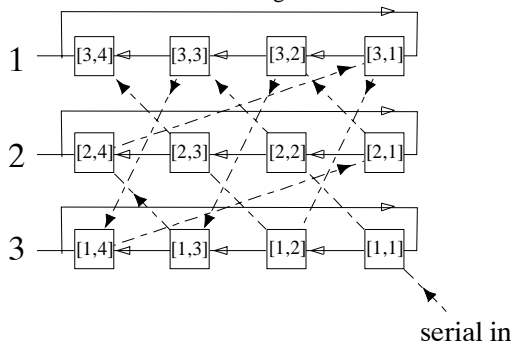 1 [3,4] [3,3] [3,2] [3,1]
2 [2,4] [2,3] [2,2] [2,1]
3 [1,4] [1,3] [1,2] [1,1]
serial in